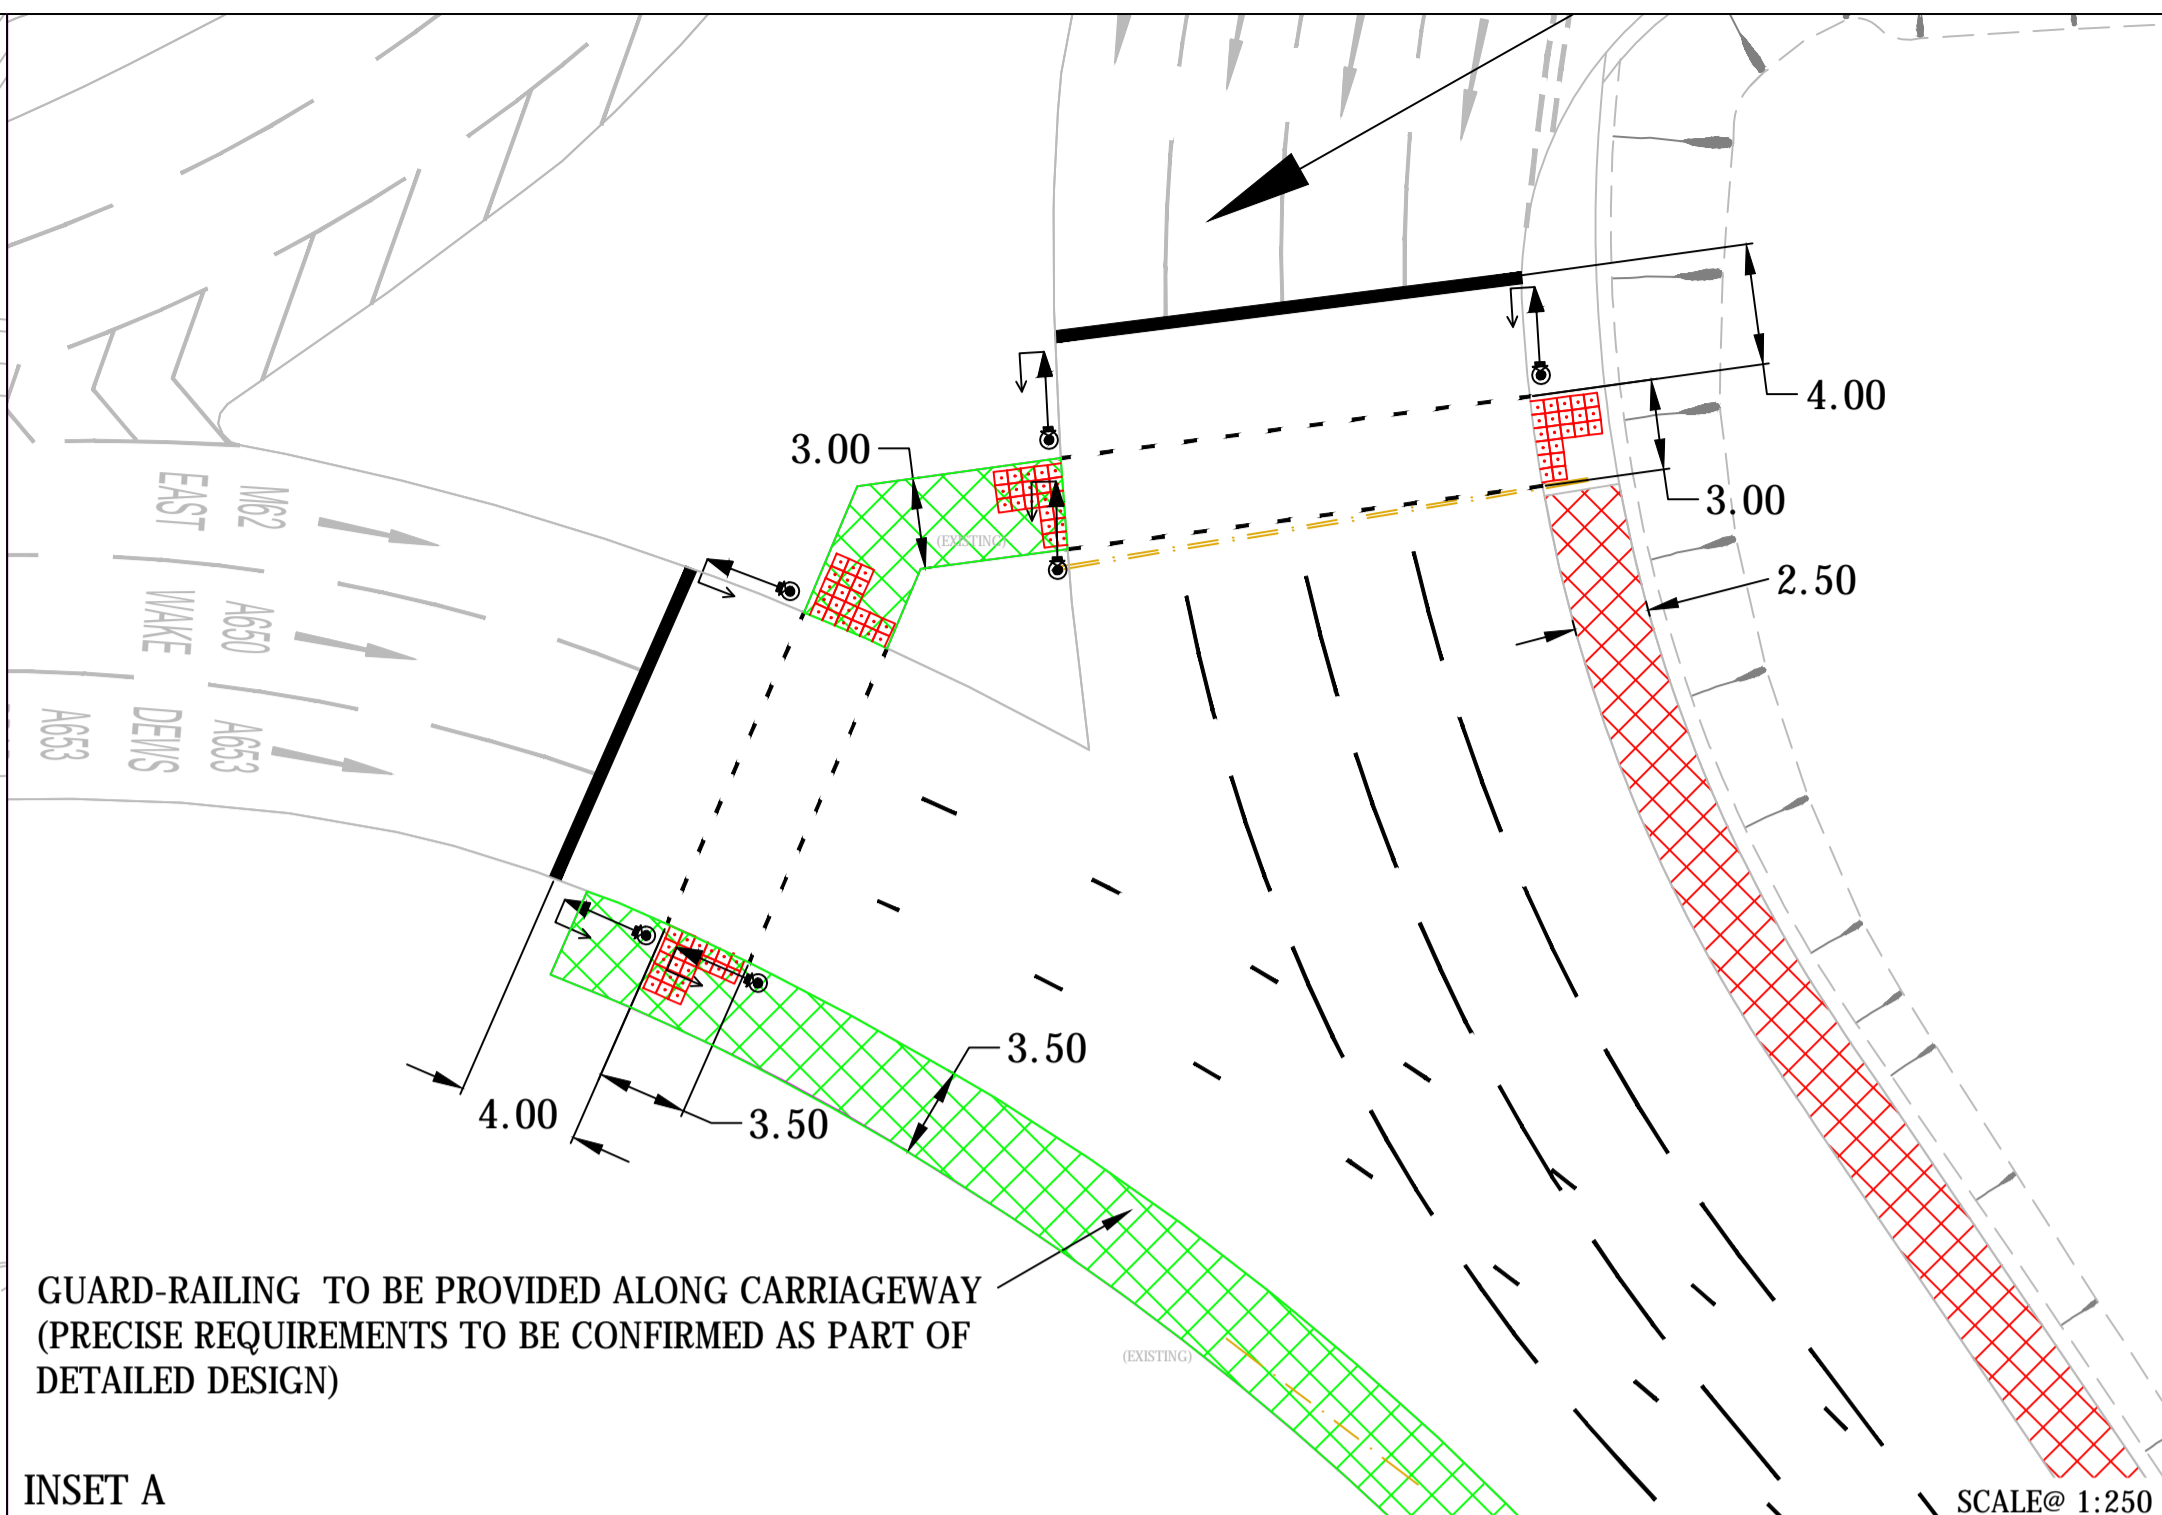 4.00
3.00
3.00
2.50
(EXISTING)
M62
EAST
A650
WAKE
A653
DEWS
A653
3.50
4.00
3.50
GUARD-RAILING TO BE PROVIDED ALONG CARRIAGEWAY
(PRECISE REQUIREMENTS TO BE CONFIRMED AS PART OF
DETAILED DESIGN)
(EXISTING)
INSET A
SCALE@ 1:250